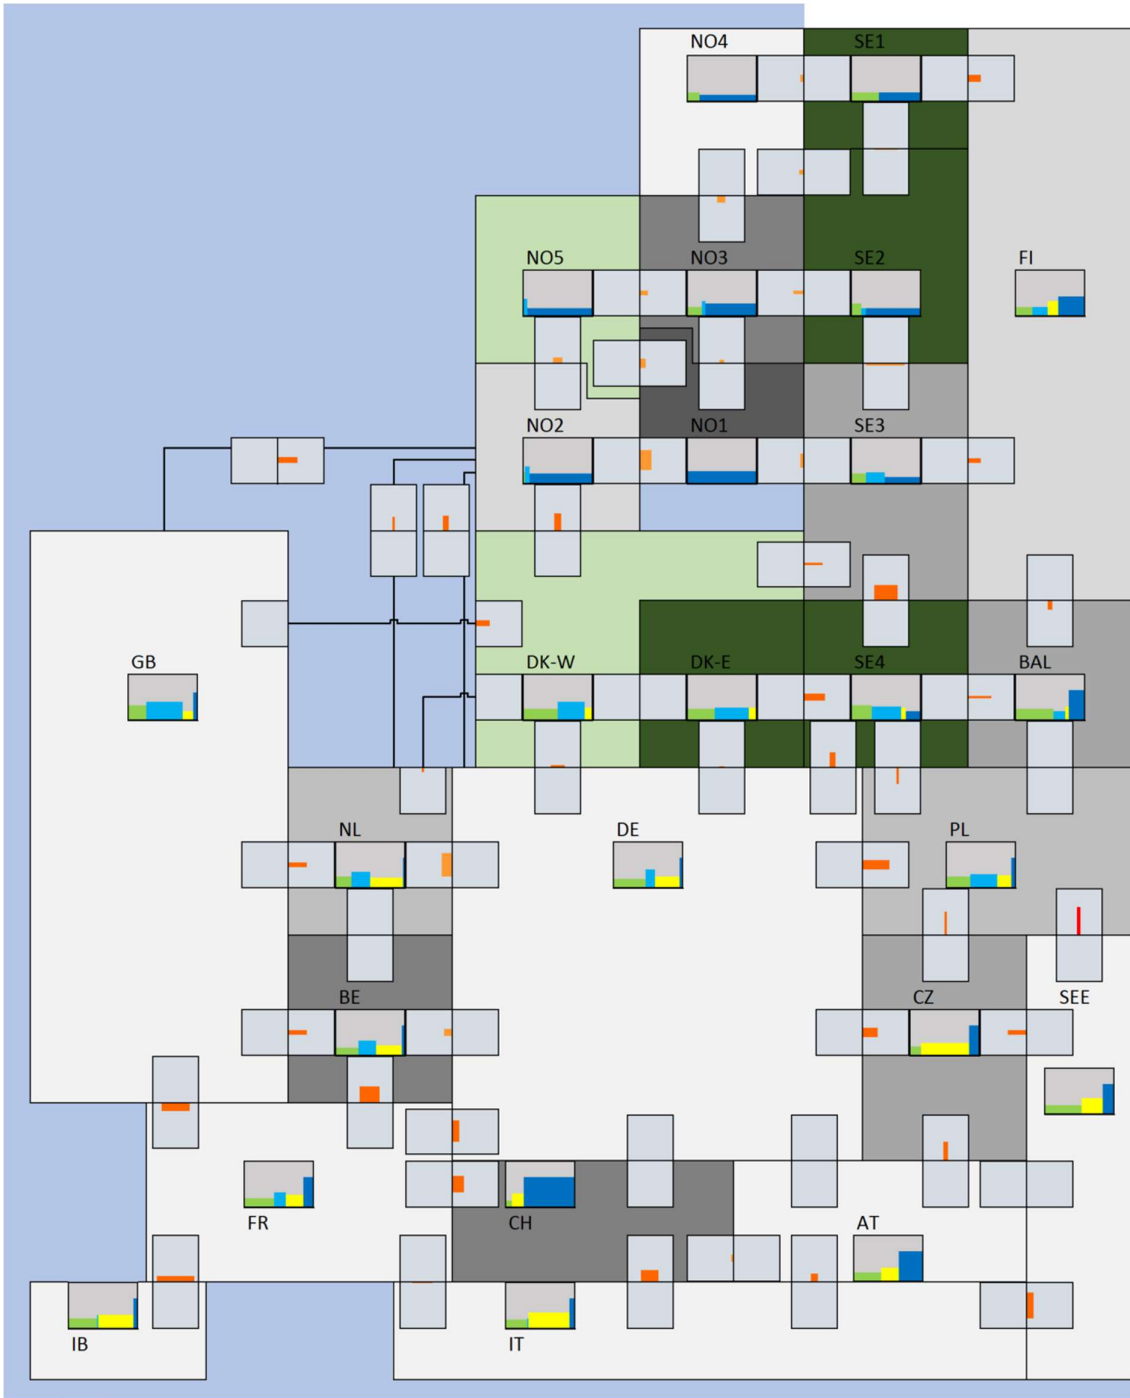 NO4 SE1
NO5 NO3 SE2 FI
NO2 NO1 SE3
GB DK-W DK-E SE4 BAL
NL DE PL
BE CZ SEE
FR CH AT
IB IT